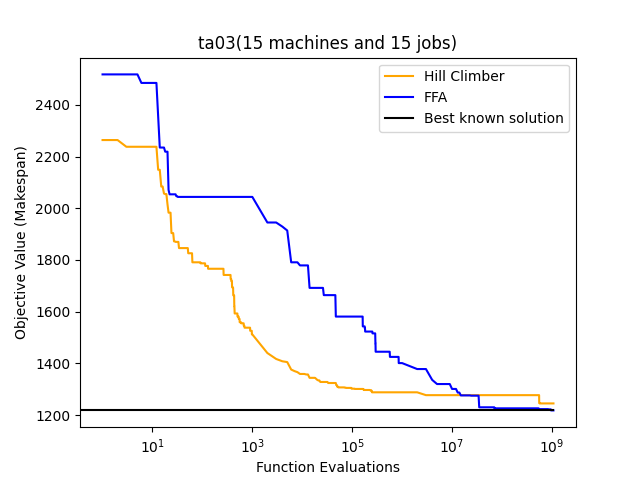 ta03(15 machines and 15 jobs)
Hill Climber
FFA
Best known solution
Objective Value (Makespan)
2400
2200
2000
1800
1600
1400
1200
10^1 10^3 10^5 10^7 10^9
Function Evaluations